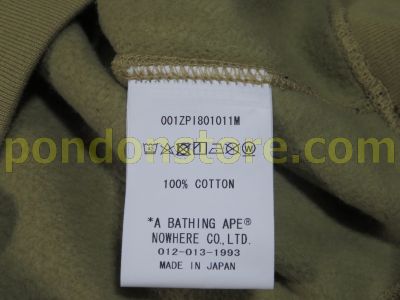 001ZPI801011M
pondonstore.com
100% COTTON
*A BATHING APE®
NOWHERE CO.,LTD.
012-013-1993
MADE IN JAPAN